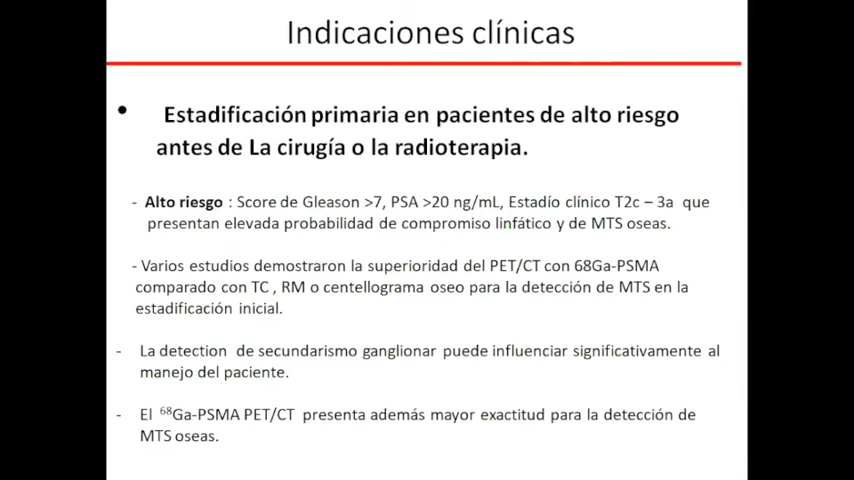 Indicaciones clínicas
• Estadificación primaria en pacientes de alto riesgo
antes de La cirugía o la radioterapia.
- Alto riesgo : Score de Gleason >7, PSA >20 ng/mL, Estadío clínico T2c – 3a que
presentan elevada probabilidad de compromiso linfático y de MTS oseas.
- Varios estudios demostraron la superioridad del PET/CT con 68Ga-PSMA
comparado con TC , RM o centellograma oseo para la detección de MTS en la
estadificación inicial.
- La detection de secundarismo ganglionar puede influenciar significativamente al
manejo del paciente.
- El ⁶⁸Ga-PSMA PET/CT presenta además mayor exactitud para la detección de
MTS oseas.